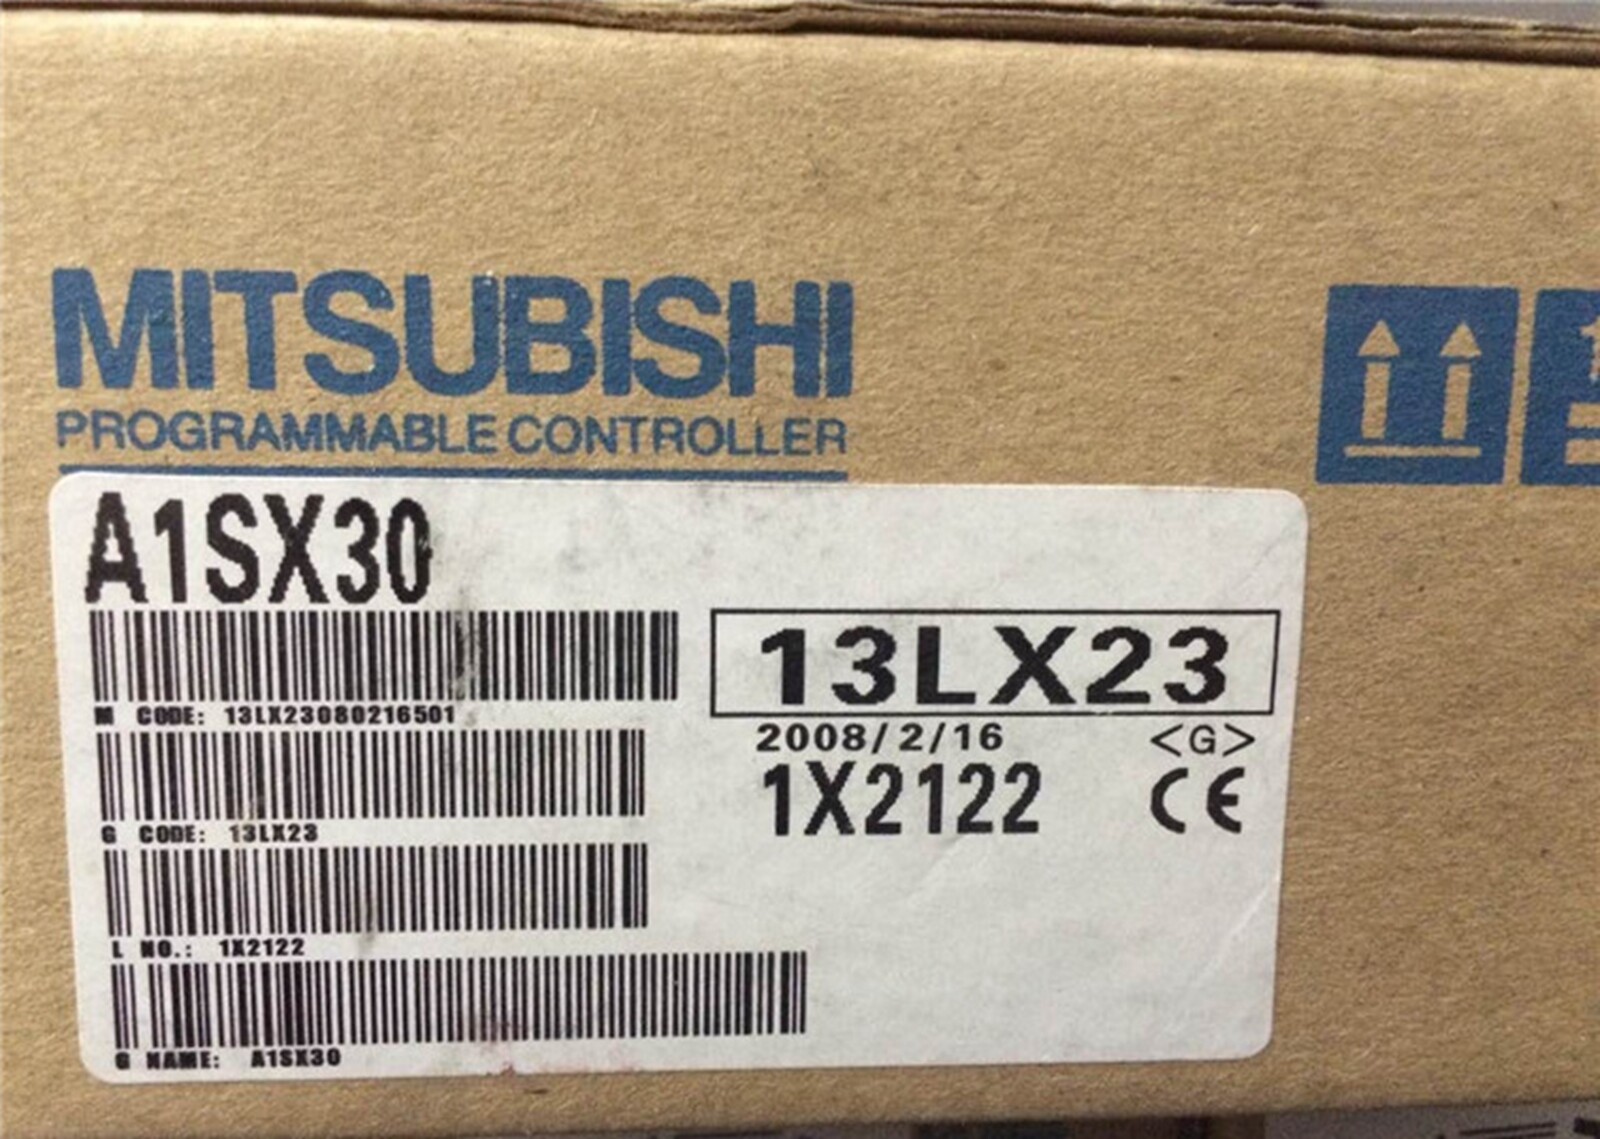 MITSUBISHI
PROGRAMMABLE CONTROLLER
A1SX30
M CODE: 13LX23080216501
G CODE: 13LX23
L NO.: 1X2122
G NAME: A1SX30
13LX23
2008/2/16 <G>
1X2122 CE